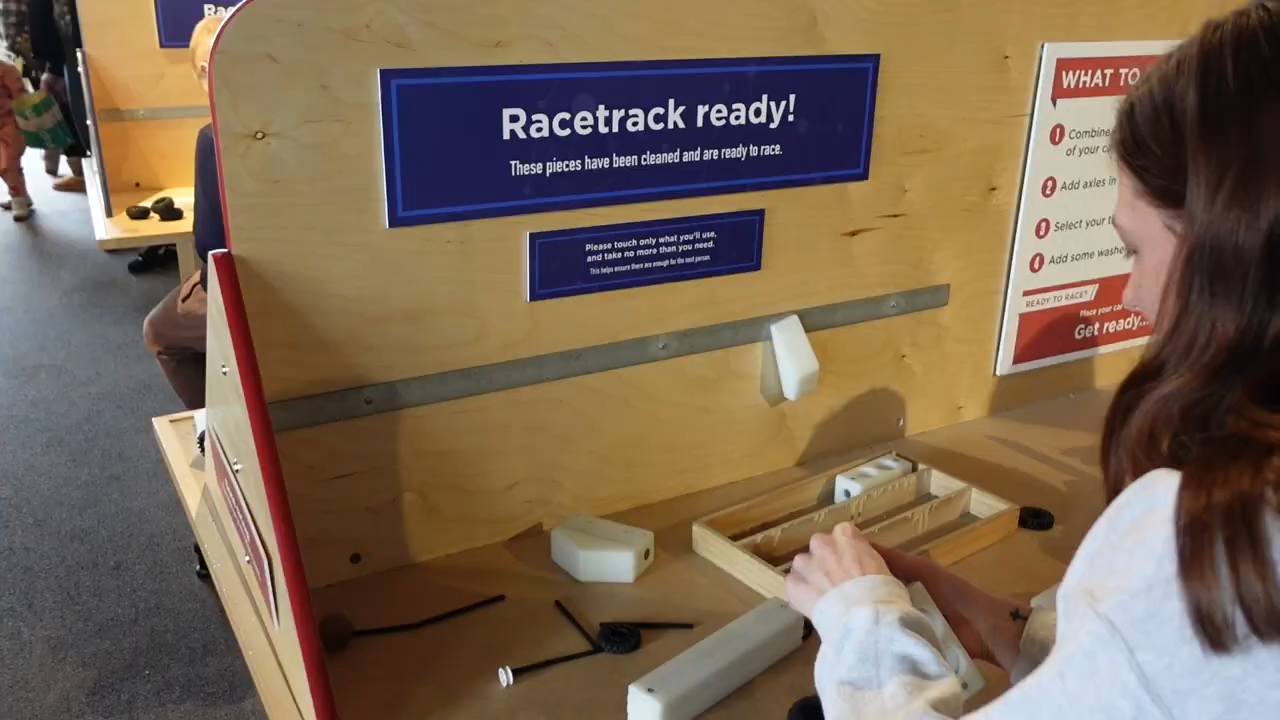 Racetrack ready!
These pieces have been cleaned and are ready to race.
Please touch only what you'll use,
and take no more than you need.
This helps ensure there are enough for the next person.
WHAT TO
1 Combine
of your
2 Add axles in
3 Select your
4 Add some washe
READY TO RACE?
Place your car
Get ready...